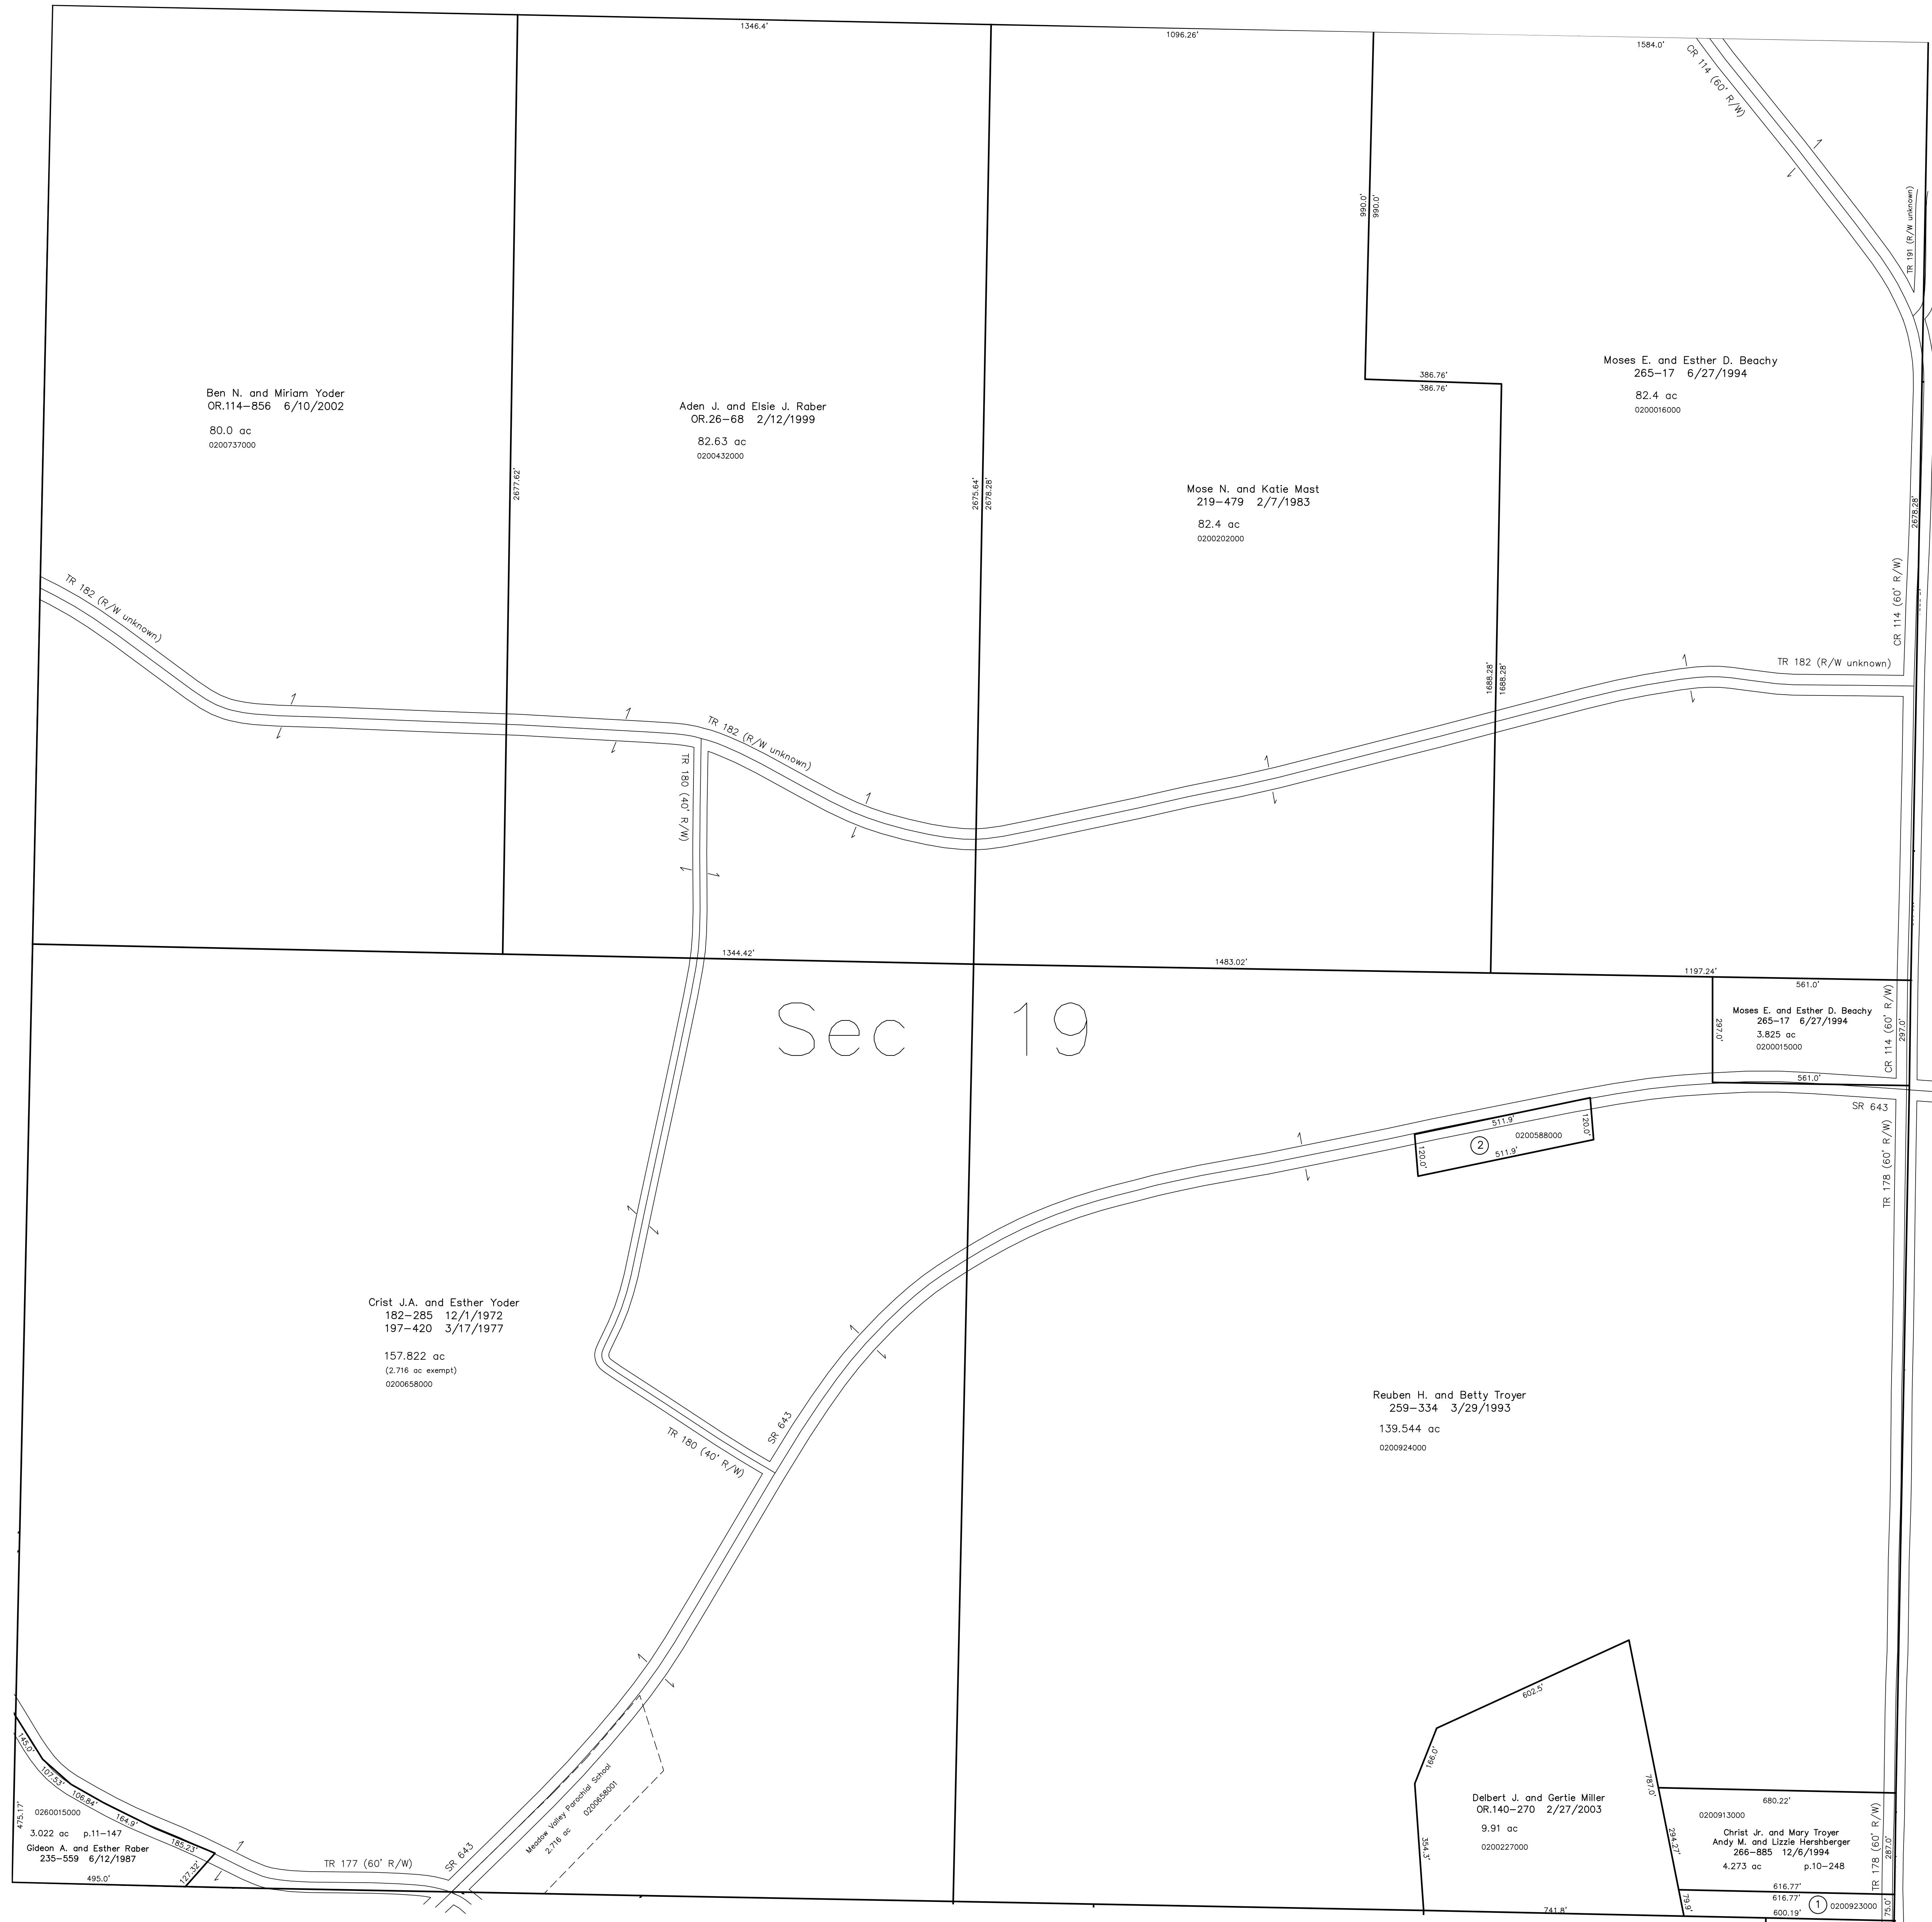 1346.4'
1096.26'
1584.0'
CR 114 (60' R/W)
TR 191 (R/W unknown)
990.0'
990.0'
386.76'
386.76'
Moses E. and Esther D. Beachy
265-17 6/27/1994
82.4 ac
0200016000
Ben N. and Miriam Yoder
OR.114-856 6/10/2002
80.0 ac
0200737000
Aden J. and Elsie J. Raber
OR.26-68 2/12/1999
82.63 ac
0200432000
2677.62'
2675.64'
2678.28'
Mose N. and Katie Mast
219-479 2/7/1983
82.4 ac
0200202000
2678.28'
CR 114 (60' R/W)
TR 182 (R/W unknown)
TR 182 (R/W unknown)
1688.28'
1688.28'
TR 182 (R/W unknown)
TR 180 (40' R/W)
1344.42'
1483.02'
1197.24'
561.0'
Sec 19
Moses E. and Esther D. Beachy
265-17 6/27/1994
3.825 ac
0200015000
297.0'
297.0'
CR 114 (60' R/W)
561.0'
SR 643
TR 178 (60' R/W)
511.9'
120.0'
120.0'
2
0200588000
511.9'
Crist J.A. and Esther Yoder
182-285 12/1/1972
197-420 3/17/1977
157.822 ac
(2.716 ac exempt)
0200658000
SR 643
TR 180 (40' R/W)
Reuben H. and Betty Troyer
259-334 3/29/1993
139.544 ac
0200924000
602.5'
166.0'
787.0'
354.3'
Delbert J. and Gertie Miller
OR.140-270 2/27/2003
9.91 ac
0200227000
680.22'
0200913000
Christ Jr. and Mary Troyer
Andy M. and Lizzie Hershberger
266-885 12/6/1994
4.273 ac p.10-248
294.27'
287.0'
TR 178 (60' R/W)
616.77'
616.77'
1
0200923000
600.19'
79.9'
75.0'
741.8'
145.0'
107.53'
106.84'
164.9'
185.23'
127.32'
475.17'
0260015000
3.022 ac p.11-147
Gideon A. and Esther Raber
235-559 6/12/1987
495.0'
TR 177 (60' R/W)
SR 643
Meadow Valley Parochial School
2.716 ac
0200658001